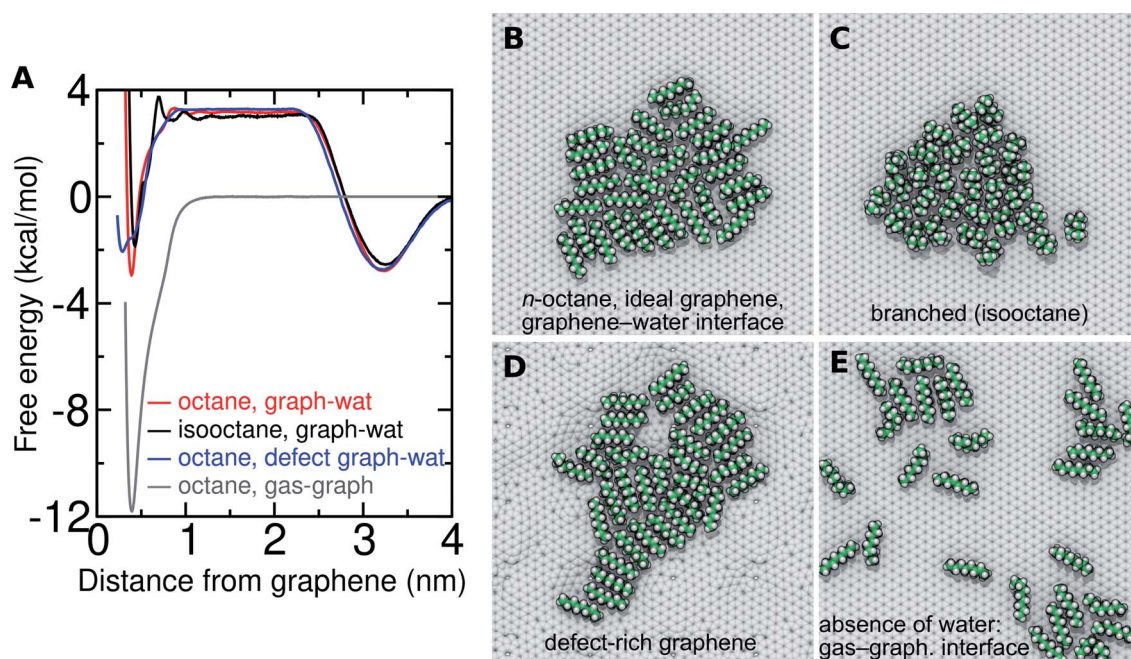 A
4
0
-4
-8
-12
Free energy (kcal/mol)
octane, graph-wat
isooctane, graph-wat
octane, defect graph-wat
octane, gas-graph
0 1 2 3 4
Distance from graphene (nm)
B
n-octane, ideal graphene,
graphene–water interface
C
branched (isooctane)
D
defect-rich graphene
E
absence of water:
gas–graph. interface